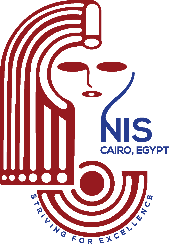 NIS
CAIRO, EGYPT
STRIVING FOR EXCELLENCE